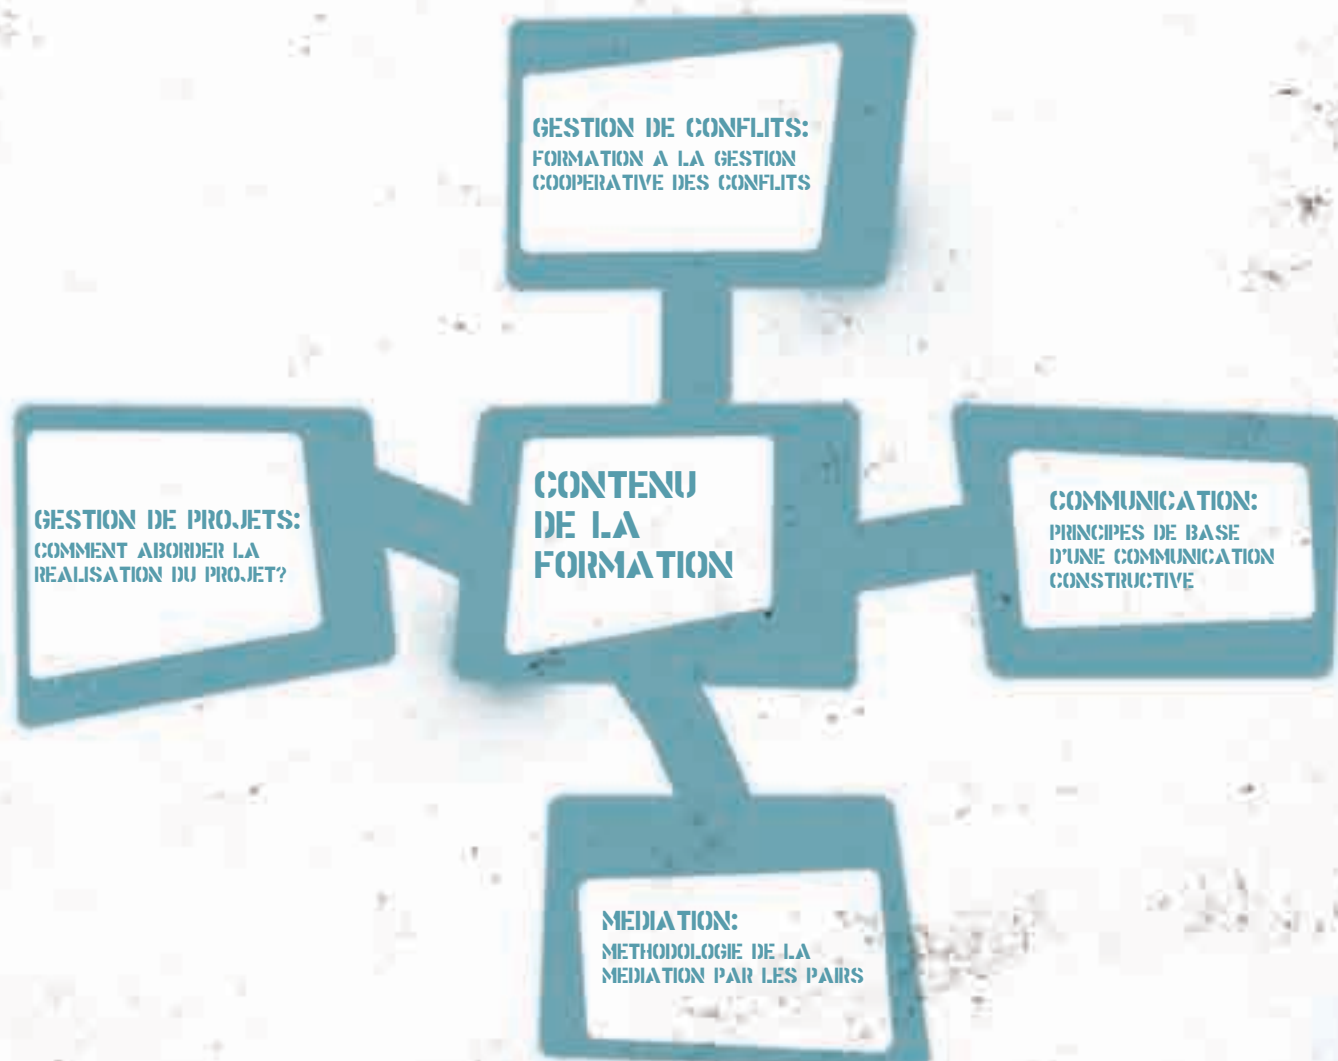 GESTION DE CONFLITS:
FORMATION A LA GESTION
COOPERATIVE DES CONFLITS
GESTION DE PROJETS:
COMMENT ABORDER LA
REALISATION DU PROJET?
CONTENU
DE LA
FORMATION
COMMUNICATION:
PRINCIPES DE BASE
D'UNE COMMUNICATION
CONSTRUCTIVE
MEDIATION:
METHODOLOGIE DE LA
MEDIATION PAR LES PAIRS